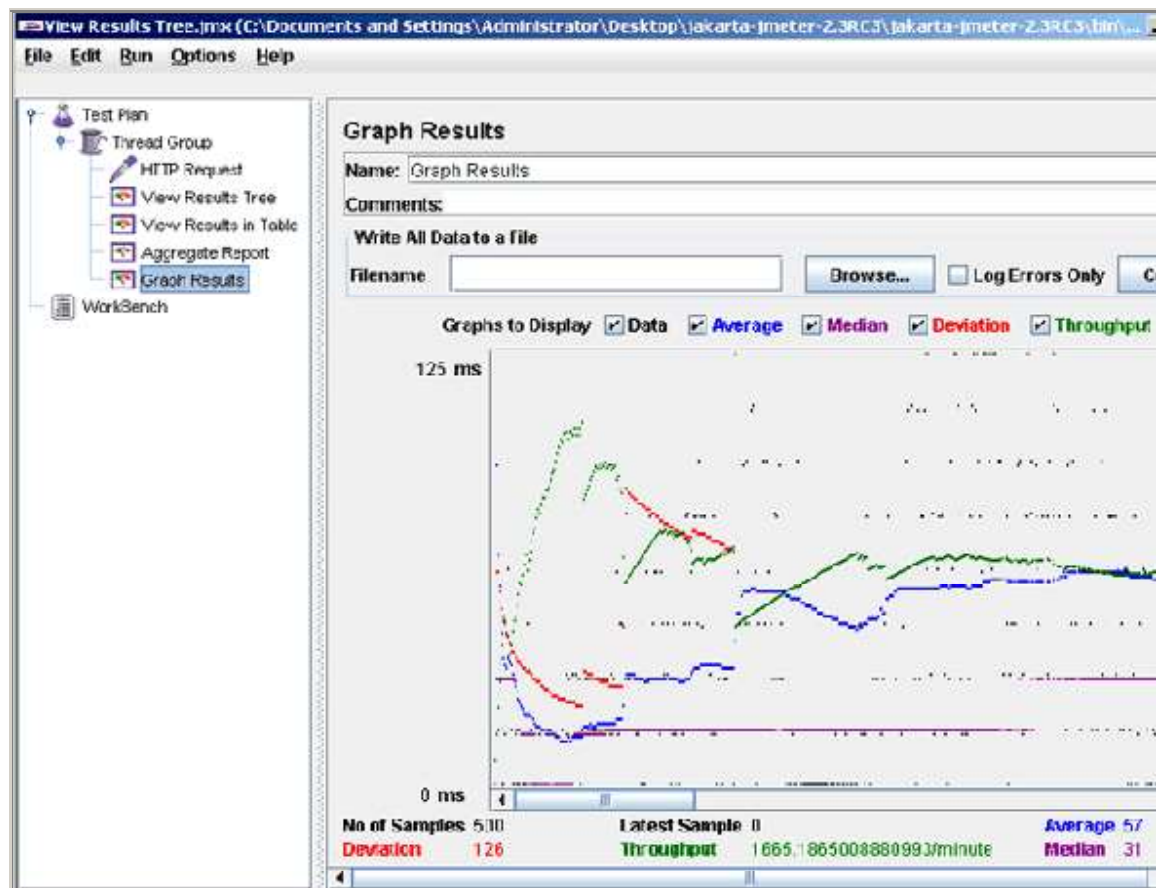 View Results Tree.jmx (C:\Documents and Settings\Administrator\Desktop\jakarta-jmeter-2.3RC3\jakarta-jmeter-2.3RC3\bin\...
File Edit Run Options Help
Test Plan
Thread Group
HTTP Request
View Results Tree
View Results in Table
Aggregate Report
Graph Results
WorkBench
Graph Results
Name: Graph Results
Comments:
Write All Data to a File
Filename Browse... Log Errors Only
Graphs to Display Data Average Median Deviation Throughput
125 ms
0 ms
No of Samples 500 Latest Sample 0 Average 57
Deviation 126 Throughput Median 31